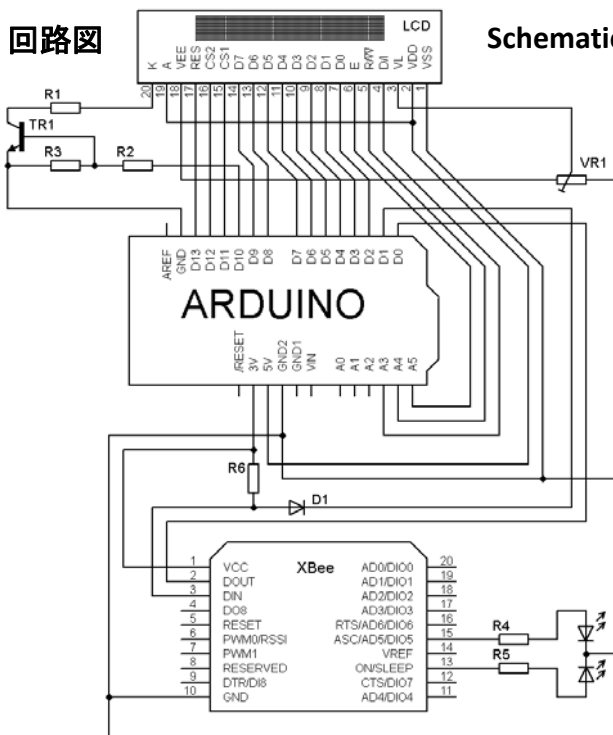 回路図
Schematic
LCD
K A VEE RES CS2 CS1 D7 D6 D5 D4 D3 D2 D1 D0 E R/W D/I VL VDD VSS
20 19 18 17 16 15 14 13 12 11 10 9 8 7 6 5 4 3 2 1
R1
TR1
R3
R2
VR1
AREF GND D13 D12 D11 D10 D9 D8 D7 D6 D5 D4 D3 D2 D1 D0
ARDUINO
/RESET 3V 5V GND2 GND1 VIN A0 A1 A2 A3 A4 A5
R6
D1
XBee
1 VCC
2 DOUT
3 DIN
4 DO8
5 RESET
6 PWM0/RSSI
7 PWM1
8 RESERVED
9 DTR/DI8
10 GND
AD0/DIO0 20
AD1/DIO1 19
AD2/DIO2 18
AD3/DIO3 17
RTS/AD6/DIO6 16
ASC/AD5/DIO5 15
VREF 14
ON/SLEEP 13
CTS/DIO7 12
AD4/DIO4 11
R4
R5